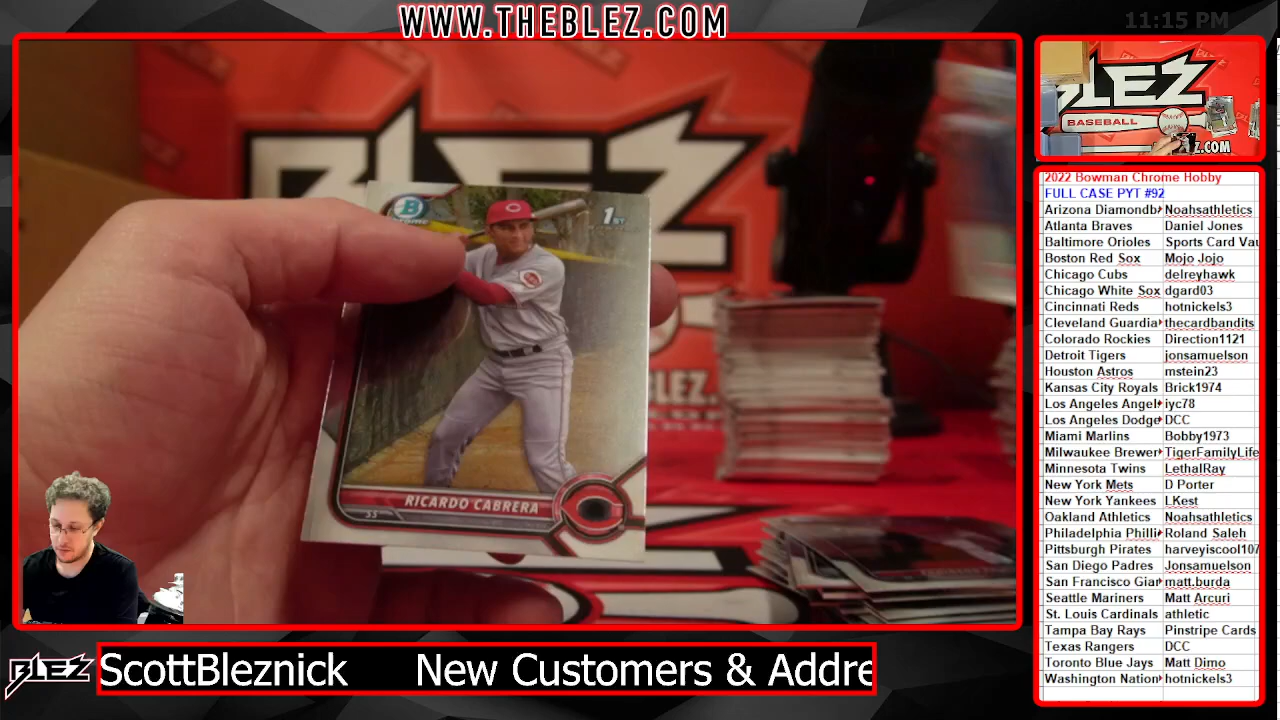 WWW.THEBLEZ.COM
11:15 PM
BLEZ
BLEZ.
B
1ST
RICARDO CABRERA
SS
BLEZ
BASEBALL
EZ.COM
2022 Bowman Chrome Hobby
FULL CASE PYT #92
Arizona Diamondb Noahsathletics
Atlanta Braves Daniel Jones
Baltimore Orioles Sports Card Vau
Boston Red Sox Mojo Jojo
Chicago Cubs delreyhawk
Chicago White Sox dgard03
Cincinnati Reds hotnickels3
Cleveland Guardia thecardbandits
Colorado Rockies Direction1121
Detroit Tigers jonsamuelson
Houston Astros mstein23
Kansas City Royals Brick1974
Los Angeles Angel iyc78
Los Angeles Dodge DCC
Miami Marlins Bobby1973
Milwaukee Brewer TigerFamilyLife
Minnesota Twins LethalRay
New York Mets D Porter
New York Yankees LKest
Oakland Athletics Noahsathletics
Philadelphia Philli Roland Saleh
Pittsburgh Pirates harveyiscool107
San Diego Padres Jonsamuelson
San Francisco Gian matt.burda
Seattle Mariners Matt Arcuri
St. Louis Cardinals athletic
Tampa Bay Rays Pinstripe Cards
Texas Rangers DCC
Toronto Blue Jays Matt Dimo
Washington Nation hotnickels3
BLEZ
ScottBleznick New Customers & Addre